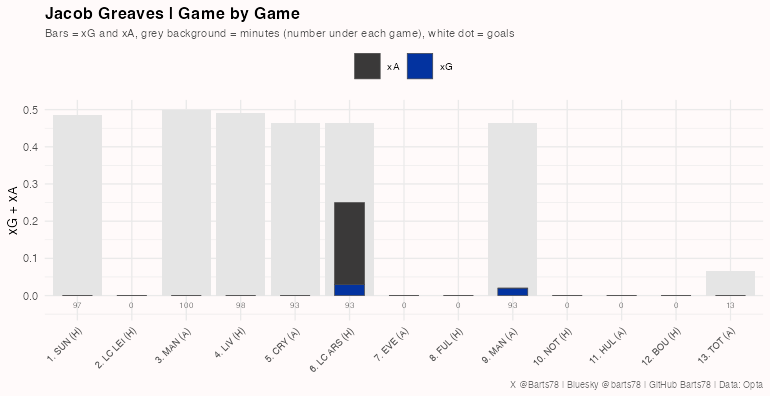 Jacob Greaves | Game by Game
Bars = xG and xA, grey background = minutes (number under each game), white dot = goals
xA xG
xG + xA
0.5
0.4
0.3
0.2
0.1
0.0
97 0 100 98 93 93 0 0 93 0 0 0 13
1. SUN (H)
2. LC LEI (H)
3. MAN (A)
4. LIV (H)
5. CRY (A)
6. LC ARS (H)
7. EVE (A)
8. FUL (H)
9. MAN (A)
10. NOT (H)
11. HUL (A)
12. BOU (H)
13. TOT (A)
X @Barts78 | Bluesky @barts78 | GitHub Barts78 | Data: Opta